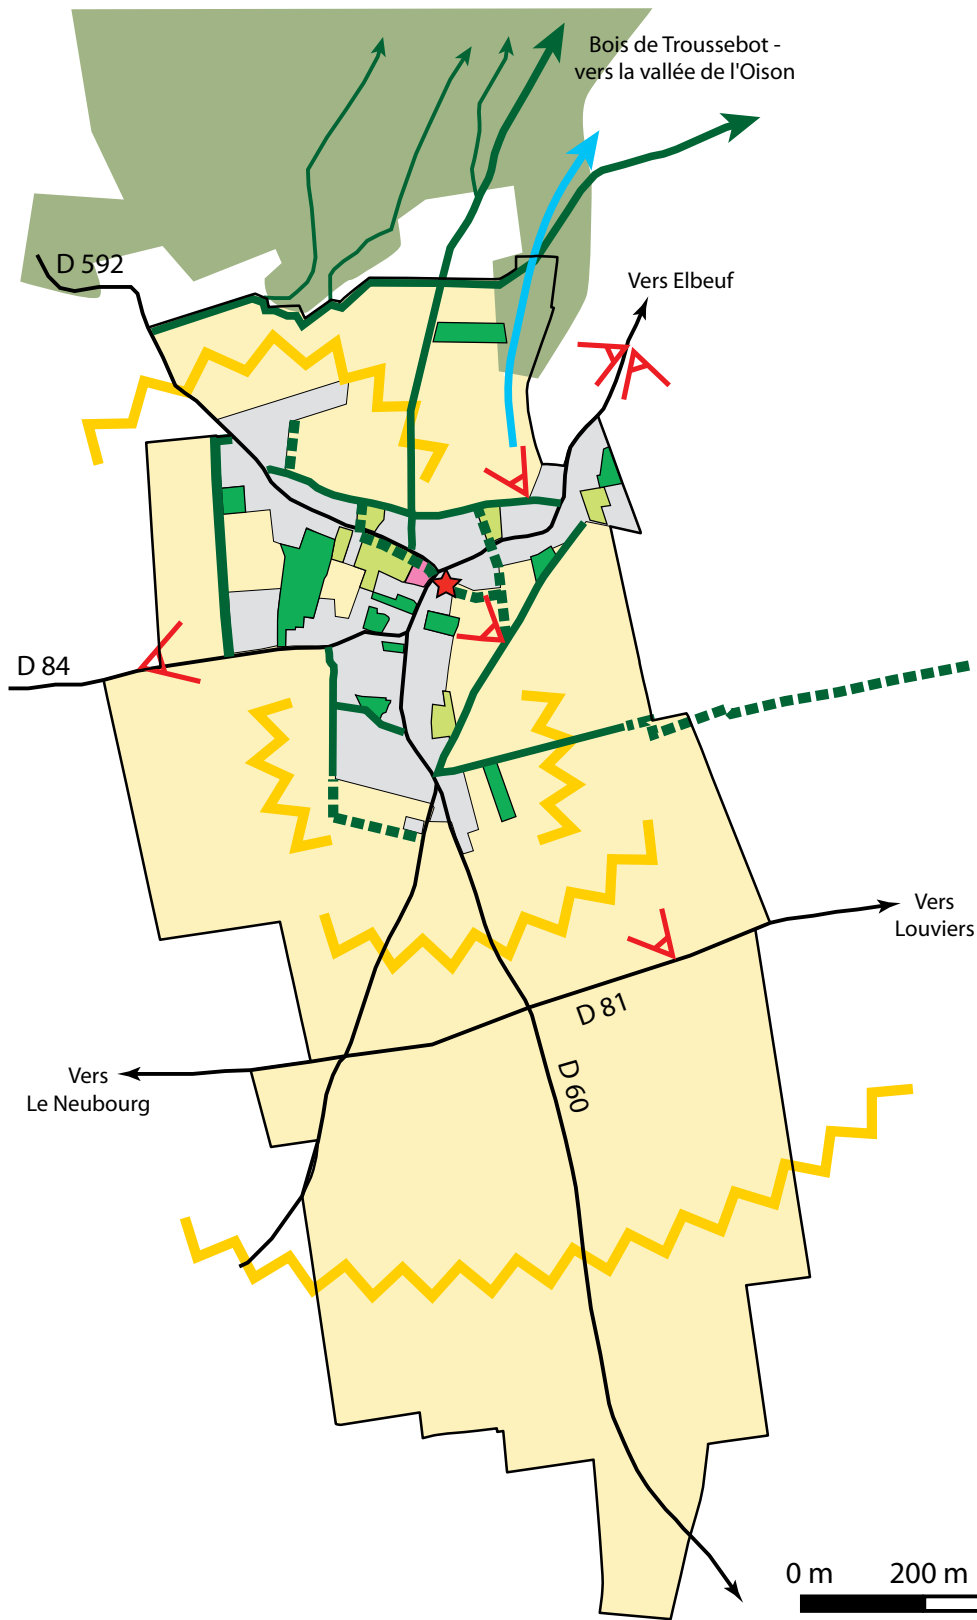 Bois de Troussebot -
vers la vallée de l'Oison
D 592
Vers Elbeuf
D 84
Vers
Louviers
D 81
D 60
Vers
Le Neubourg
0 m
200 m